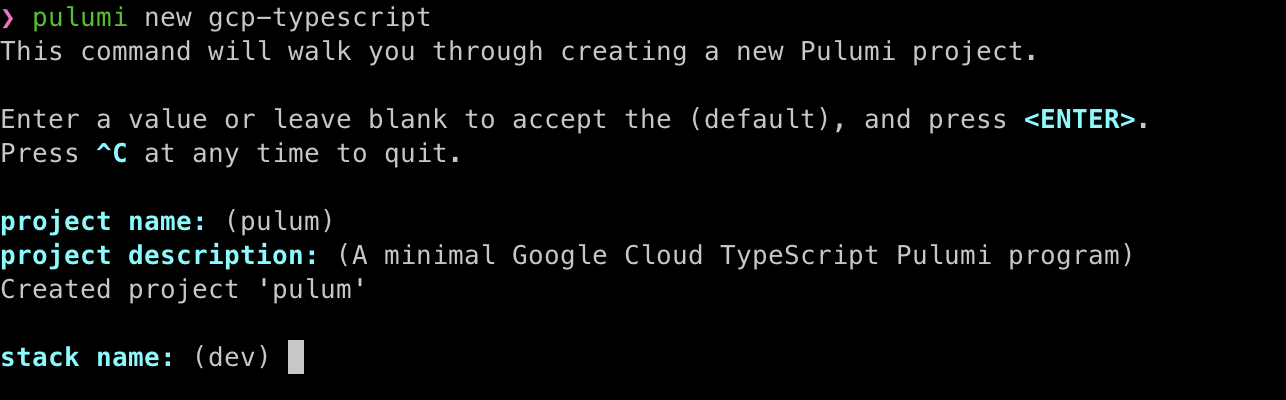 ❯ pulumi new gcp-typescript
This command will walk you through creating a new Pulumi project.
Enter a value or leave blank to accept the (default), and press <ENTER>.
Press ^C at any time to quit.
project name: (pulum)
project description: (A minimal Google Cloud TypeScript Pulumi program)
Created project 'pulum'
stack name: (dev)